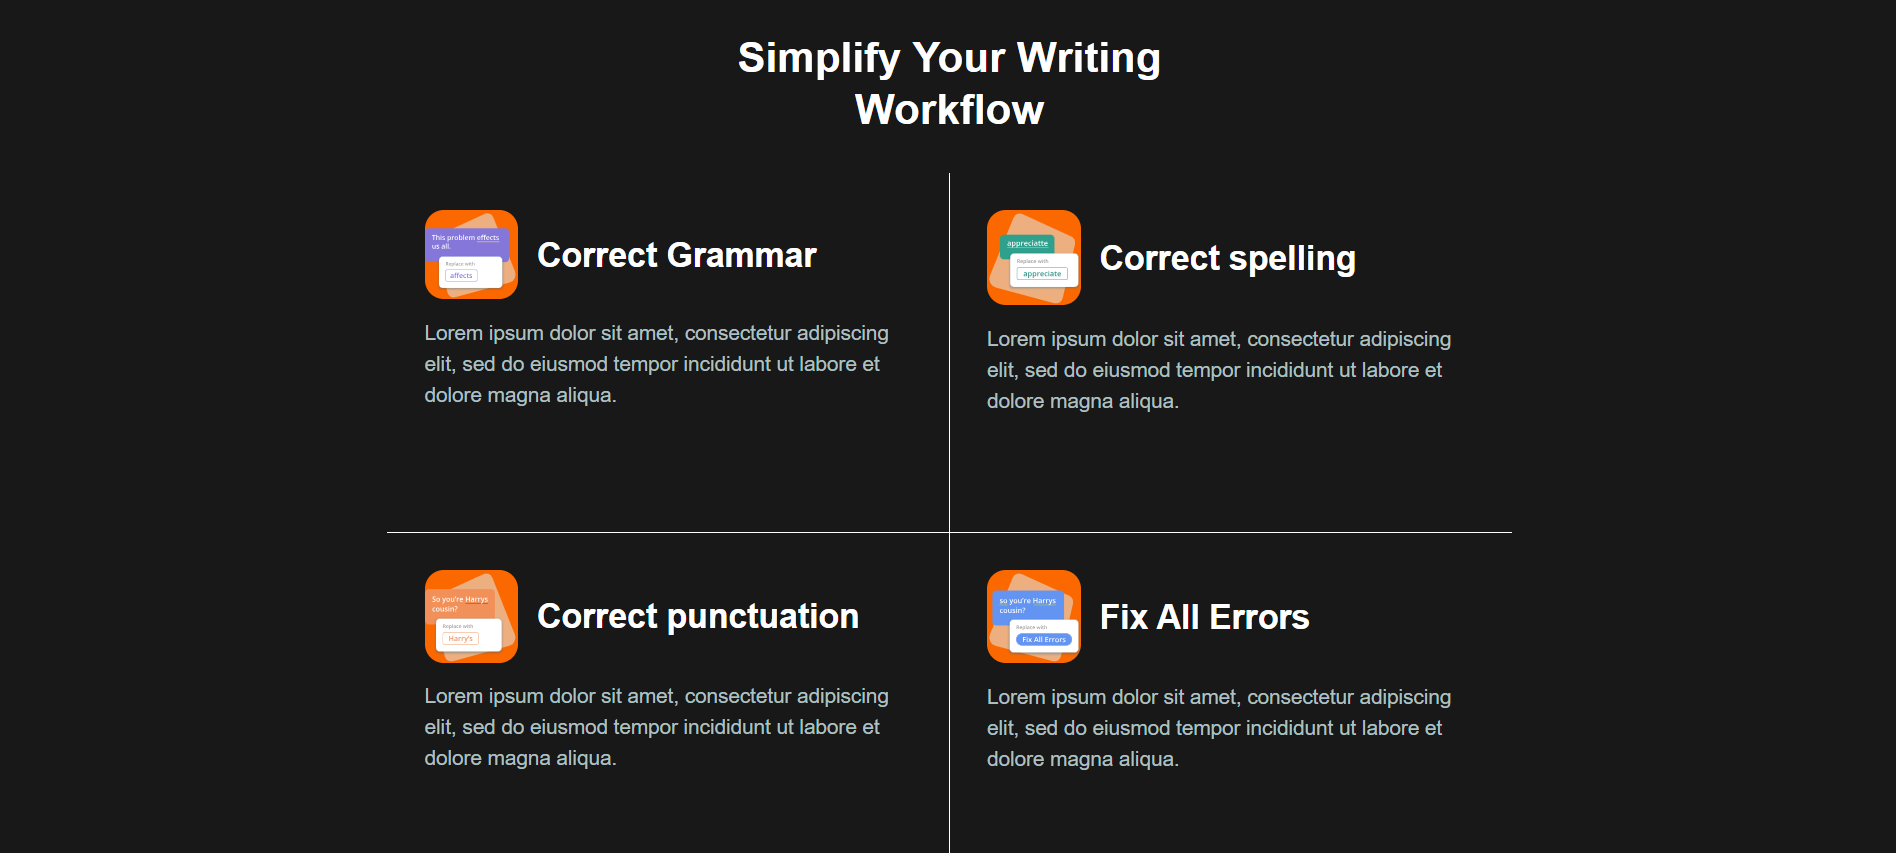 Simplify Your Writing
Workflow
This problem effects
us all.
Replace with
affects
Correct Grammar
Lorem ipsum dolor sit amet, consectetur adipiscing
elit, sed do eiusmod tempor incididunt ut labore et
dolore magna aliqua.
appreciatte
Replace with
appreciate
Correct spelling
Lorem ipsum dolor sit amet, consectetur adipiscing
elit, sed do eiusmod tempor incididunt ut labore et
dolore magna aliqua.
So you're Harrys
cousin?
Replace with
Harry's
Correct punctuation
Lorem ipsum dolor sit amet, consectetur adipiscing
elit, sed do eiusmod tempor incididunt ut labore et
dolore magna aliqua.
so you're Harrys
cousin?
Replace with
Fix All Errors
Fix All Errors
Lorem ipsum dolor sit amet, consectetur adipiscing
elit, sed do eiusmod tempor incididunt ut labore et
dolore magna aliqua.